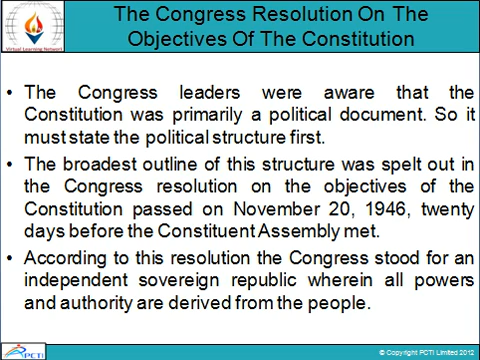 The Congress Resolution On The
Objectives Of The Constitution
Virtual Learning Network
• The Congress leaders were aware that the
Constitution was primarily a political document. So it
must state the political structure first.
• The broadest outline of this structure was spelt out in
the Congress resolution on the objectives of the
Constitution passed on November 20, 1946, twenty
days before the Constituent Assembly met.
• According to this resolution the Congress stood for an
independent sovereign republic wherein all powers
and authority are derived from the people.
PCTI
© Copyright PCTI Limited 2012